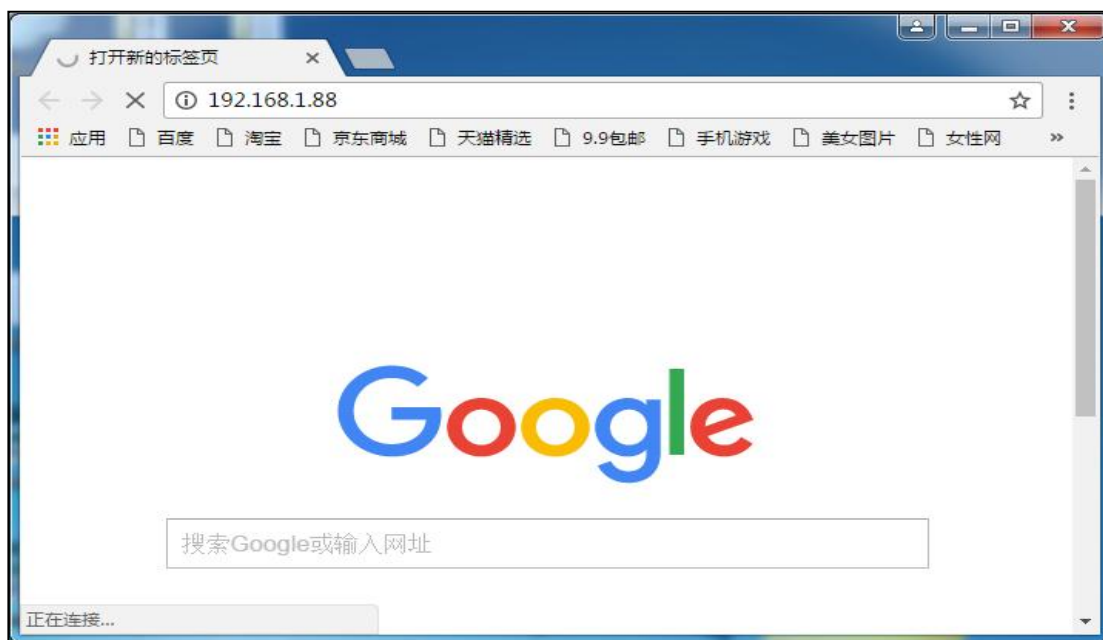 打开新的标签页
192.168.1.88
应用 百度 淘宝 京东商城 天猫精选 9.9包邮 手机游戏 美女图片 女性网 »
Google
搜索Google或输入网址
正在连接...